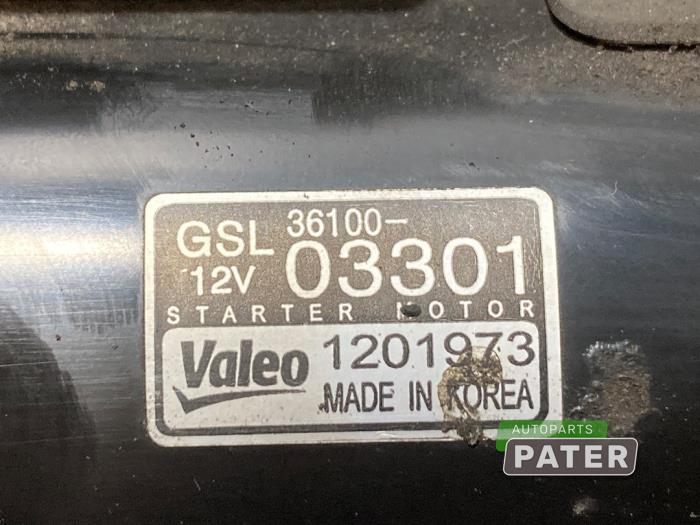 GSL 36100-
12V 03301
STARTER MOTOR
Valeo 1201973
MADE IN KOREA
AUTOPARTS
PATER